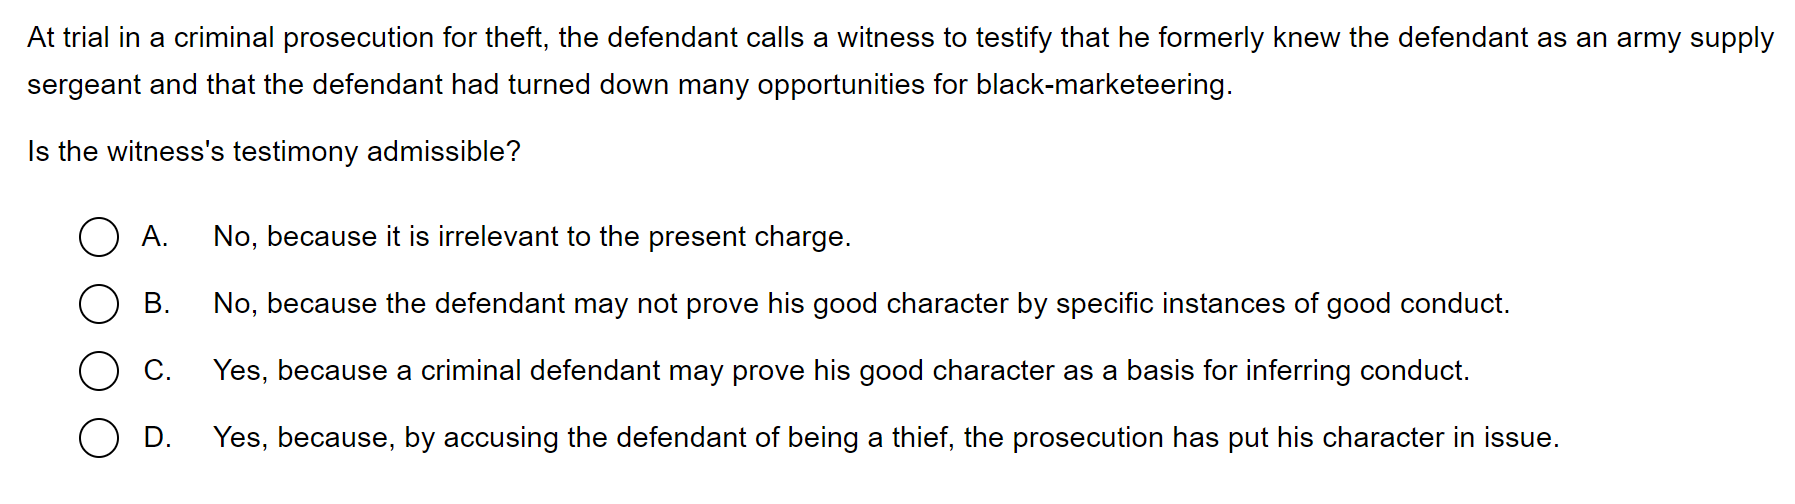 At trial in a criminal prosecution for theft, the defendant calls a witness to testify that he formerly knew the defendant as an army supply
sergeant and that the defendant had turned down many opportunities for black-marketeering.
Is the witness's testimony admissible?
A. No, because it is irrelevant to the present charge.
B. No, because the defendant may not prove his good character by specific instances of good conduct.
C. Yes, because a criminal defendant may prove his good character as a basis for inferring conduct.
D. Yes, because, by accusing the defendant of being a thief, the prosecution has put his character in issue.